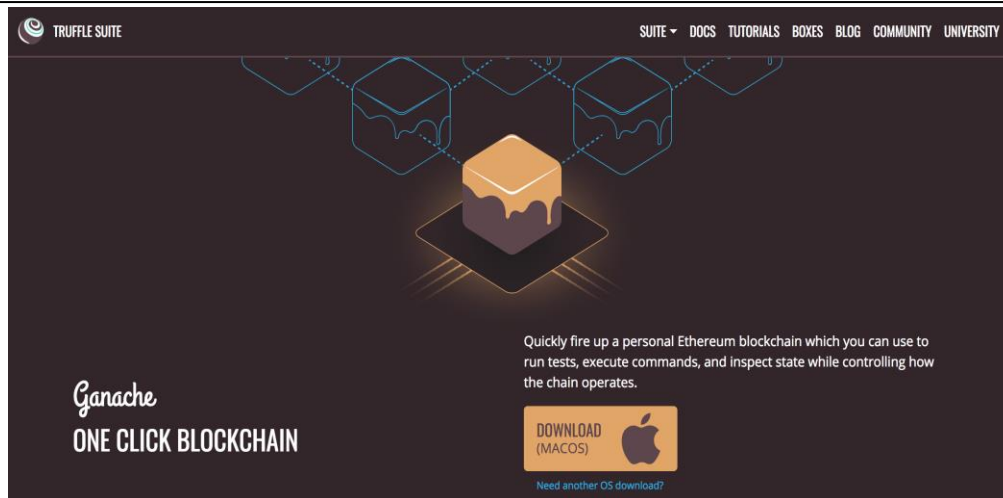 TRUFFLE SUITE
SUITE DOCS TUTORIALS BOXES BLOG COMMUNITY UNIVERSITY
Quickly fire up a personal Ethereum blockchain which you can use to
run tests, execute commands, and inspect state while controlling how
the chain operates.
Ganache
ONE CLICK BLOCKCHAIN
DOWNLOAD
(MACOS)
Need another OS download?